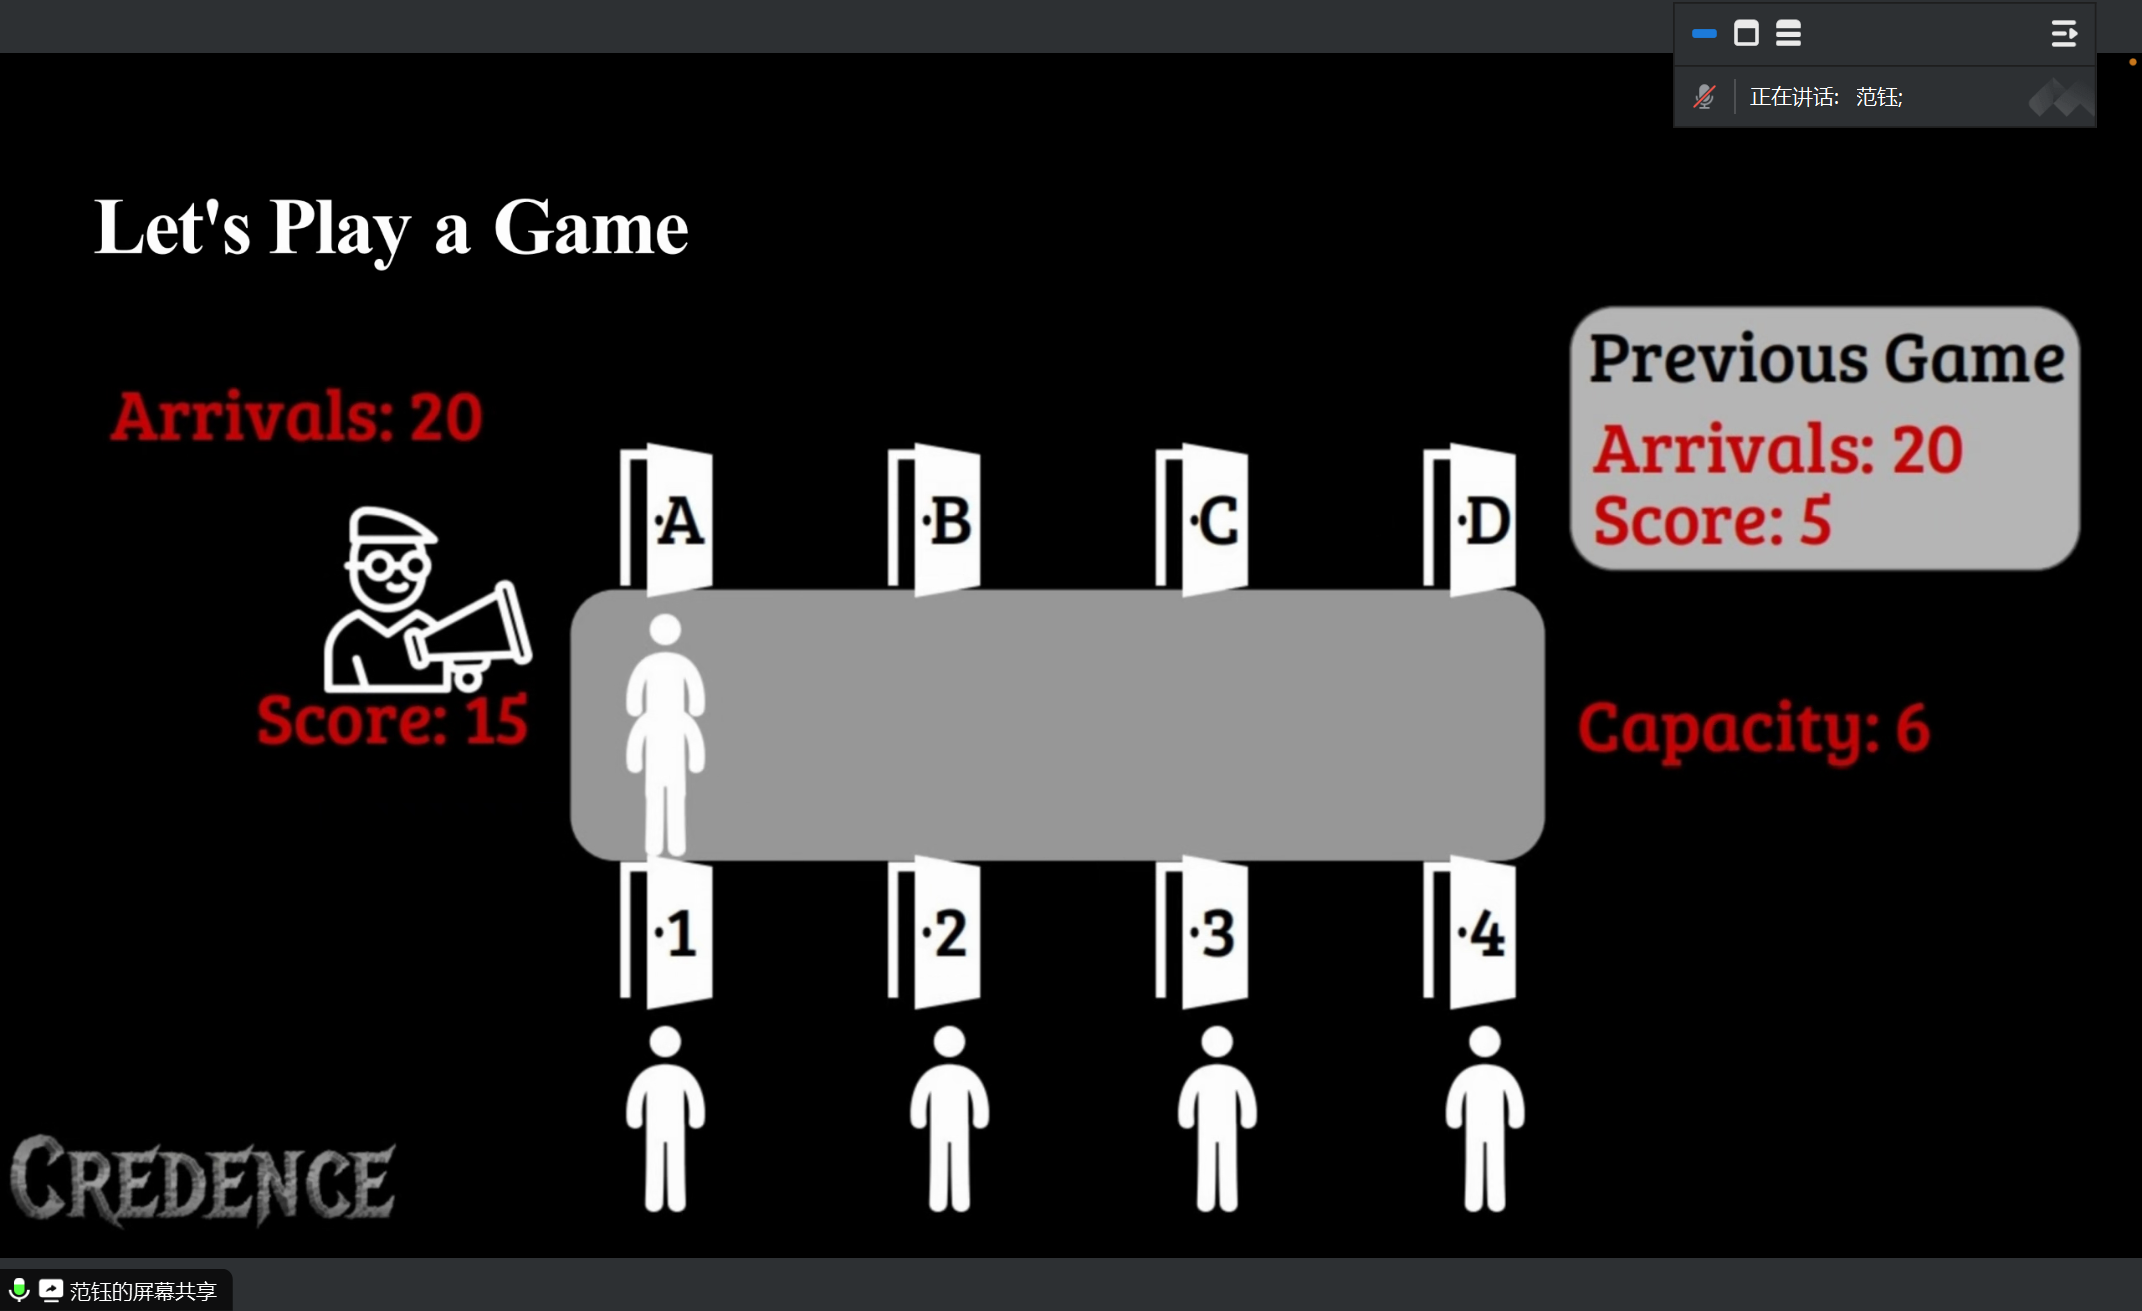 正在讲话: 范钰;
Let's Play a Game
Previous Game
Arrivals: 20
Score: 5
Arrivals: 20
·A ·B ·C ·D
Score: 15
Capacity: 6
·1 ·2 ·3 ·4
CREDENCE
范钰的屏幕共享